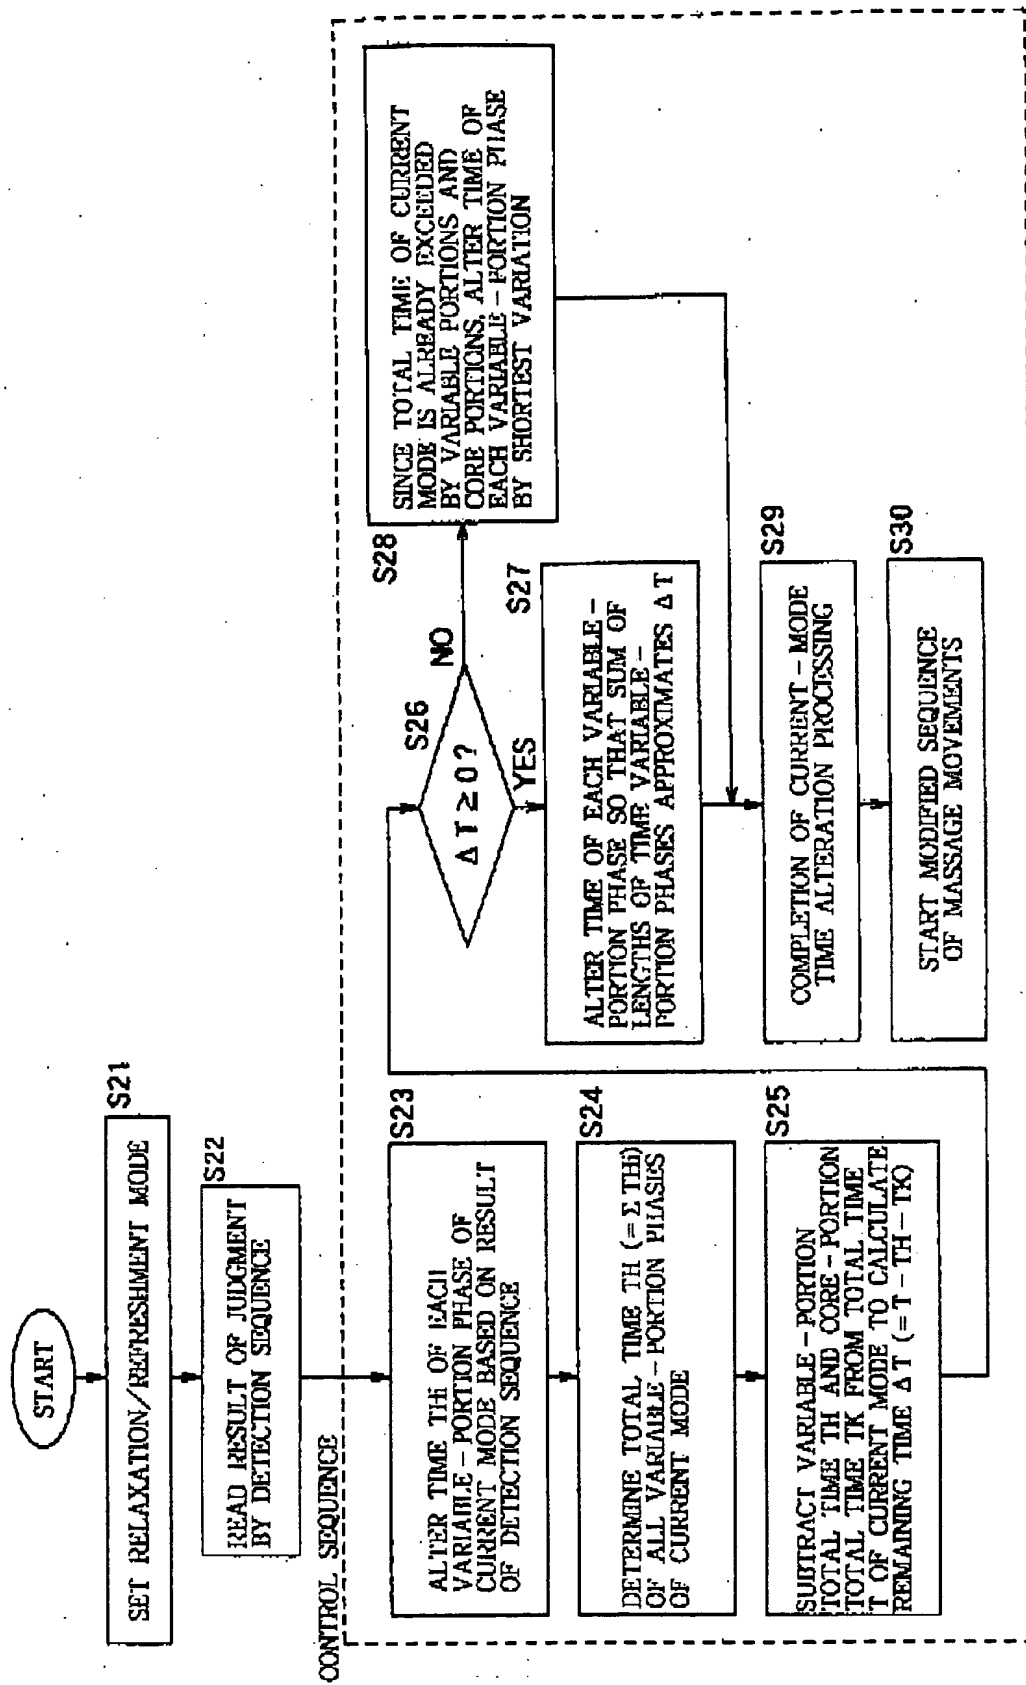 START
S21
SET RELAXATION/REFRESHMENT MODE
S22
READ RESULT OF JUDGMENT
BY DETECTION SEQUENCE
CONTROL SEQUENCE
S23
ALTER TIME THi OF EACH
VARIABLE-PORTION PHASE OF
CURRENT MODE BASED ON RESULT
OF DETECTION SEQUENCE
S24
DETERMINE TOTAL TIME TH (=Σ THi)
OF ALL VARIABLE-PORTION PHASES
OF CURRENT MODE
S25
SUBTRACT VARIABLE-PORTION
TOTAL TIME TH AND CORE-PORTION
TOTAL TIME TK FROM TOTAL TIME
T OF CURRENT MODE TO CALCULATE
REMAINING TIME ΔT (=T-TH-TK)
S26
ΔT≥0?
NO
YES
S27
ALTER TIME OF EACH VARIABLE-
PORTION PHASE SO THAT SUM OF
LENGTHS OF TIME VARIABLE-
PORTION PHASES APPROXIMATES ΔT
S28
SINCE TOTAL TIME OF CURRENT
MODE IS ALREADY EXCEEDED
BY VARIABLE PORTIONS AND
CORE PORTIONS, ALTER TIME OF
EACH VARIABLE-PORTION PHASE
BY SHORTEST VARIATION
S29
COMPLETION OF CURRENT-MODE
TIME ALTERATION PROCESSING
S30
START MODIFIED SEQUENCE
OF MASSAGE MOVEMENTS